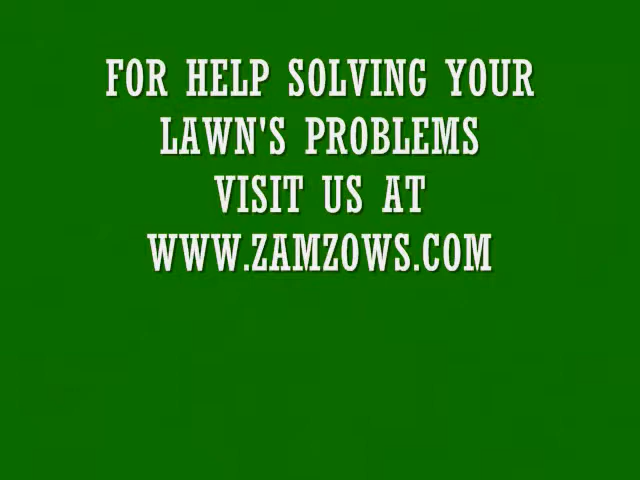 FOR HELP SOLVING YOUR
LAWN'S PROBLEMS
VISIT US AT
WWW.ZAMZOWS.COM